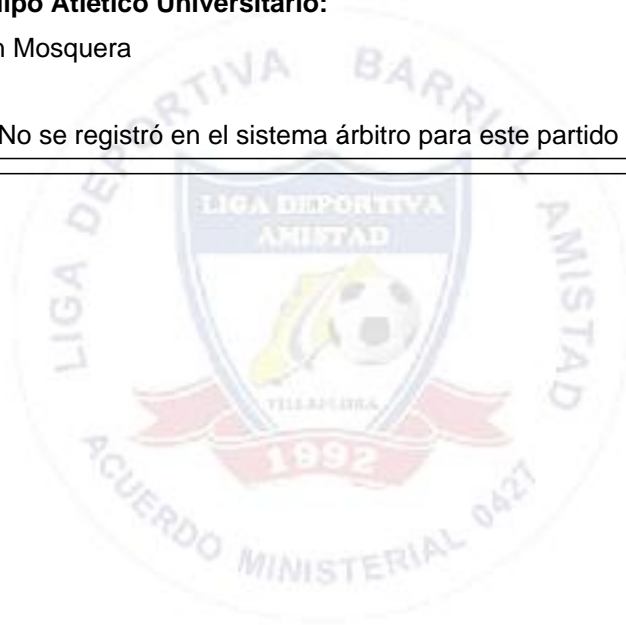 ipo Atlético Universitario:
n Mosquera
No se registró en el sistema árbitro para este partido
LIGA DEPORTIVA BARRIAL AMISTAD
LIGA DEPORTIVA
AMISTAD
VILLAFLORA
1992
ACUERDO MINISTERIAL 0427